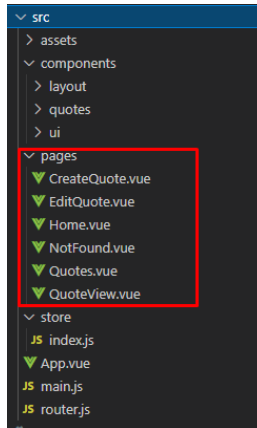 src
assets
components
layout
quotes
ui
pages
CreateQuote.vue
EditQuote.vue
Home.vue
NotFound.vue
Quotes.vue
QuoteView.vue
store
JS index.js
App.vue
JS main.js
JS router.js